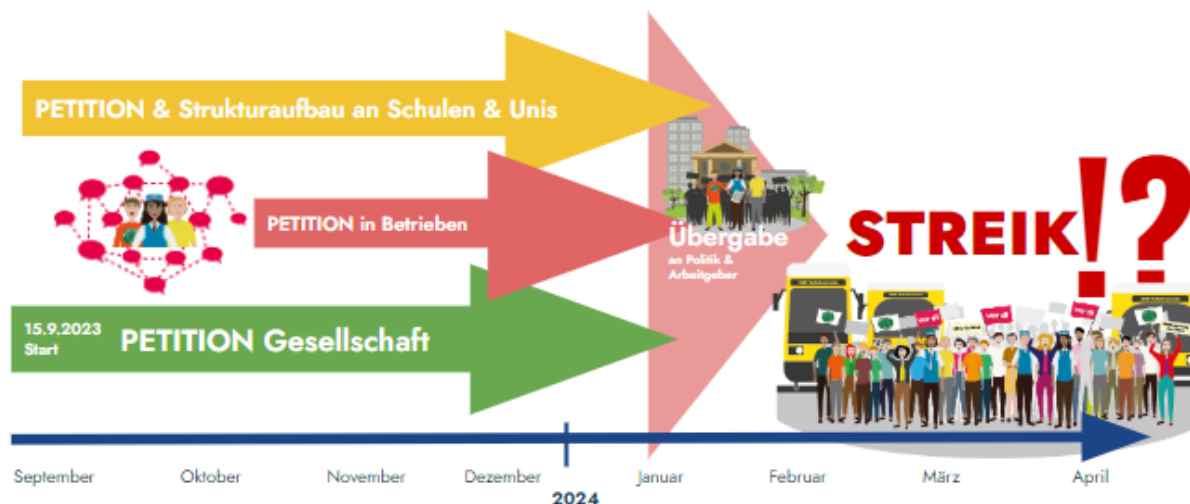 PETITION & Strukturaufbau an Schulen & Unis
PETITION in Betrieben
Übergabe
an Politik &
Arbeitgeber
STREIK!?
15.9.2023
Start
PETITION Gesellschaft
September Oktober November Dezember Januar Februar März April
2024